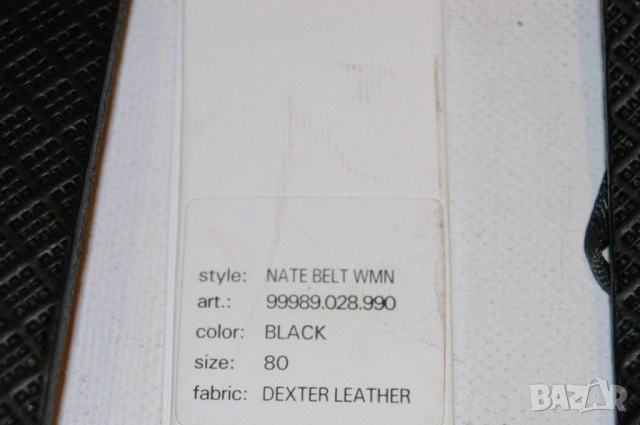 style: NATE BELT WMN
art.: 99989.028.990
color: BLACK
size: 80
fabric: DEXTER LEATHER
BAZAR